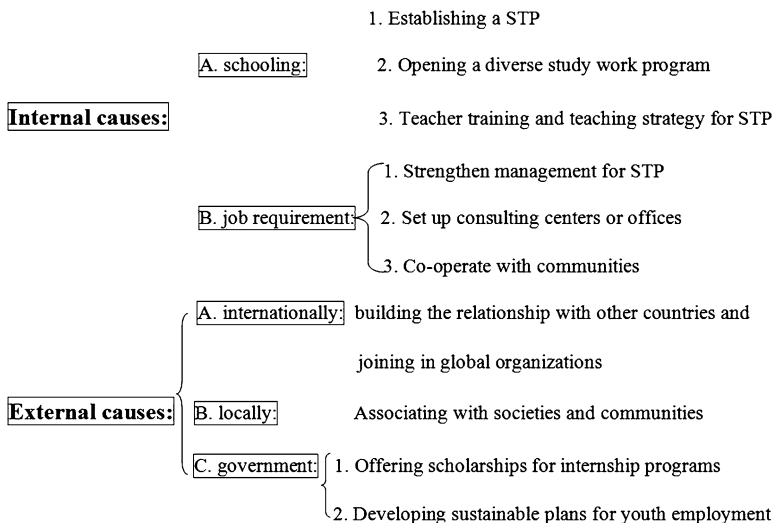 1. Establishing a STP
A. schooling: 2. Opening a diverse study work program
Internal causes: 3. Teacher training and teaching strategy for STP
1. Strengthen management for STP
B. job requirement: 2. Set up consulting centers or offices
3. Co-operate with communities
A. internationally: building the relationship with other countries and
joining in global organizations
External causes: B. locally: Associating with societies and communities
C. government: 1. Offering scholarships for internship programs
2. Developing sustainable plans for youth employment